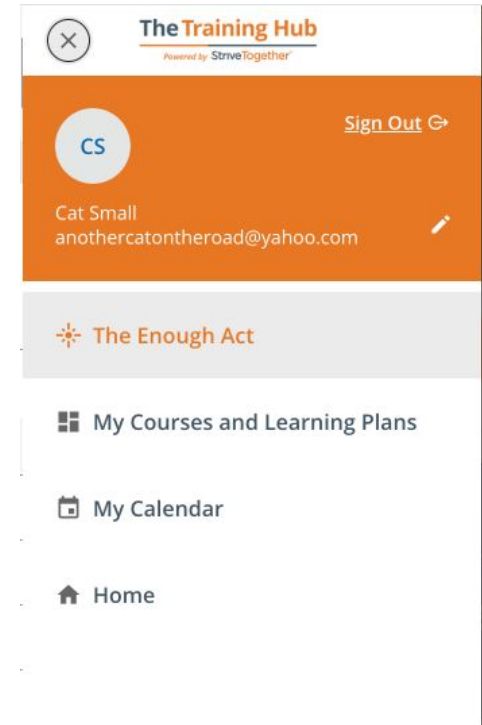 The Training Hub
Powered by StriveTogether
Sign Out
CS
Cat Small
anothercatontheroad@yahoo.com
The Enough Act
My Courses and Learning Plans
My Calendar
Home